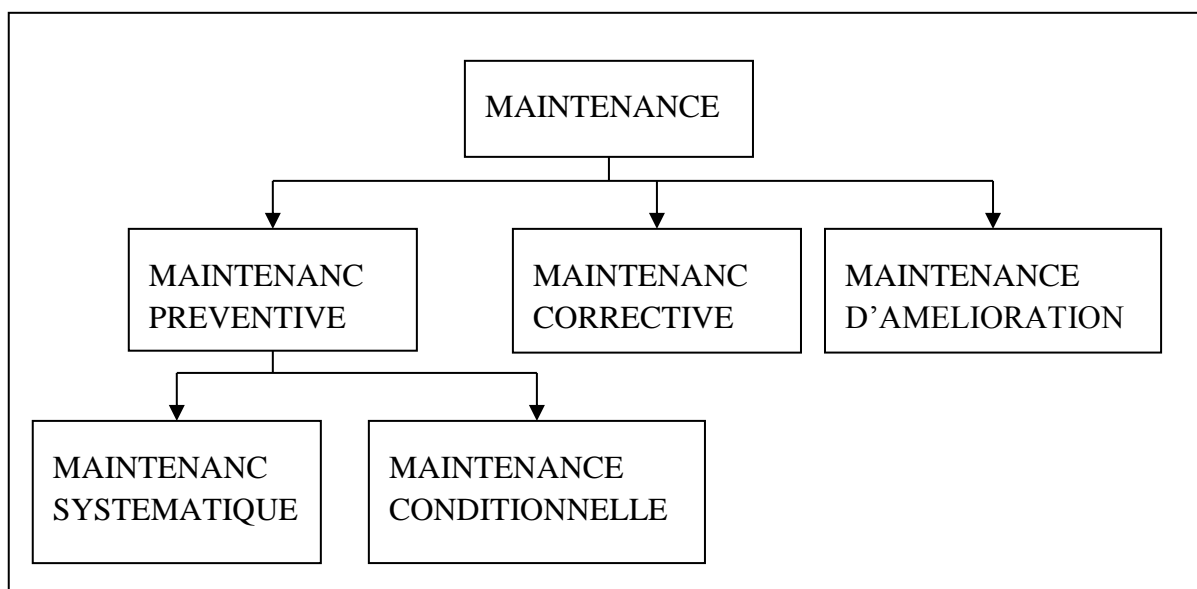 MAINTENANCE
MAINTENANC
PREVENTIVE
MAINTENANC
CORRECTIVE
MAINTENANCE
D’AMELIORATION
MAINTENANC
SYSTEMATIQUE
MAINTENANCE
CONDITIONNELLE